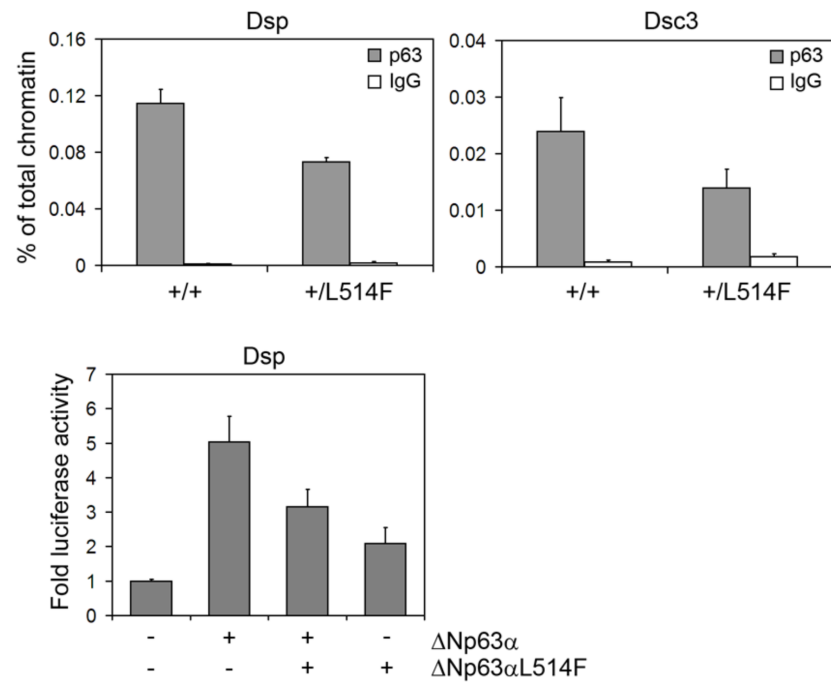 Dsp
0.16
0.12
0.08
0.04
0
% of total chromatin
p63
IgG
+/+ +/L514F
Dsc3
0.04
0.03
0.02
0.01
0
p63
IgG
+/+ +/L514F
Dsp
7
6
5
4
3
2
1
0
Fold luciferase activity
- + + - ΔNp63α
- - + + ΔNp63αL514F